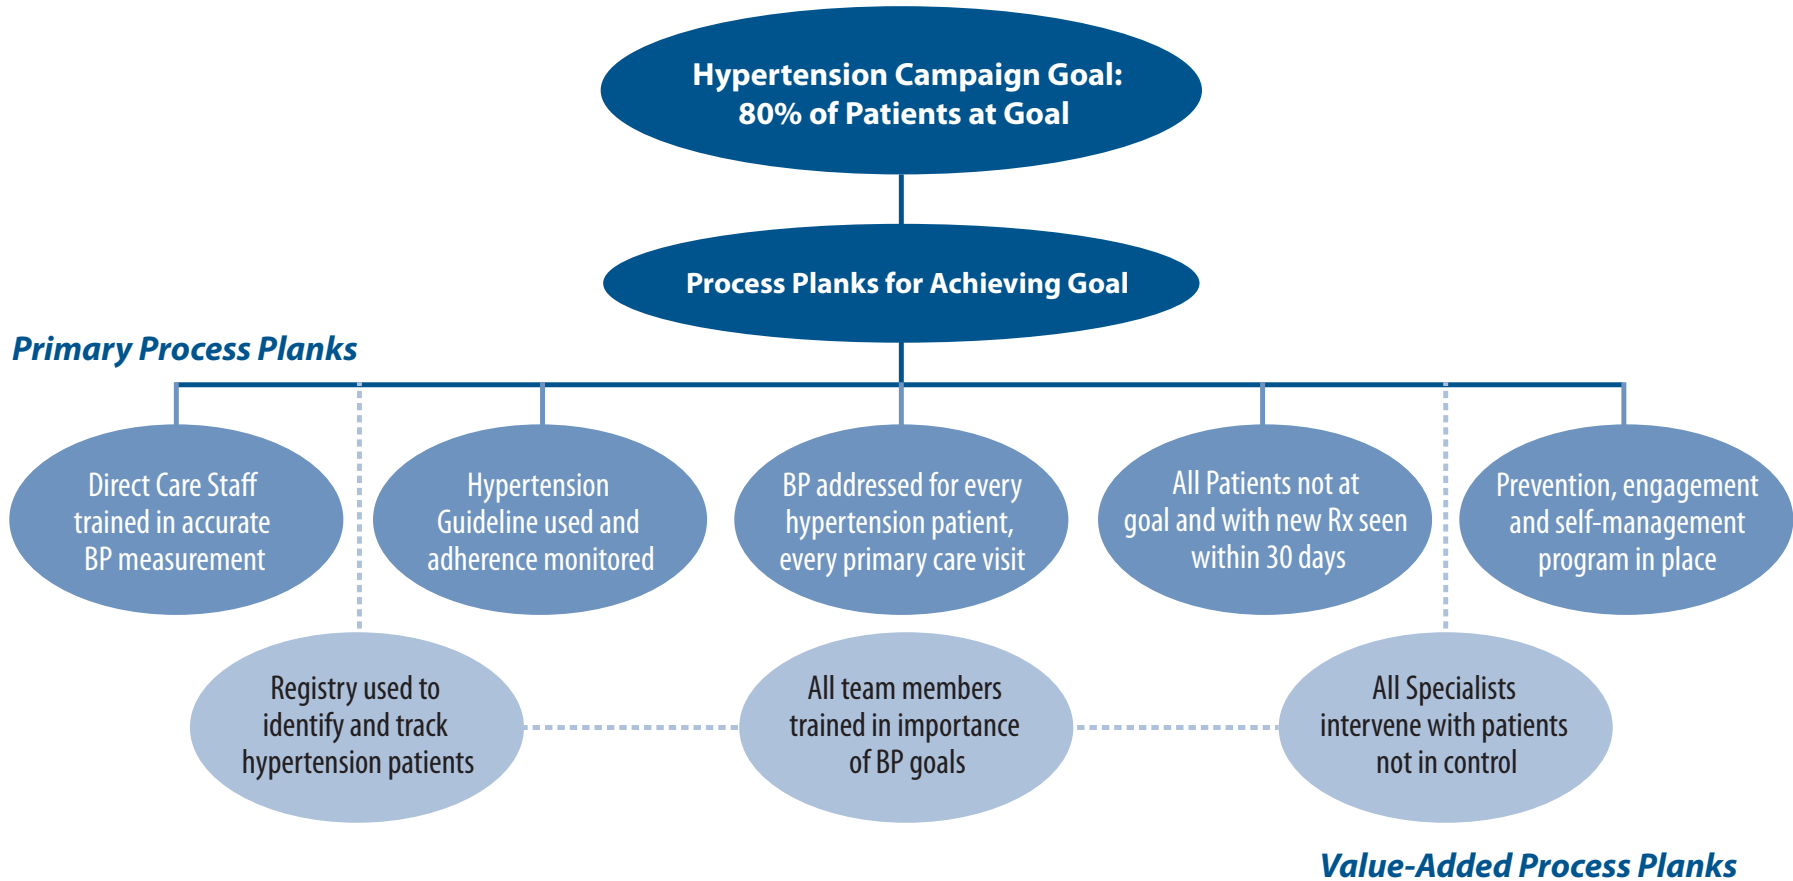 Hypertension Campaign Goal:
80% of Patients at Goal
Process Planks for Achieving Goal
Primary Process Planks
Direct Care Staff
trained in accurate
BP measurement
Hypertension
Guideline used and
adherence monitored
BP addressed for every
hypertension patient,
every primary care visit
All Patients not at
goal and with new Rx seen
within 30 days
Prevention, engagement
and self-management
program in place
Registry used to
identify and track
hypertension patients
All team members
trained in importance
of BP goals
All Specialists
intervene with patients
not in control
Value-Added Process Planks